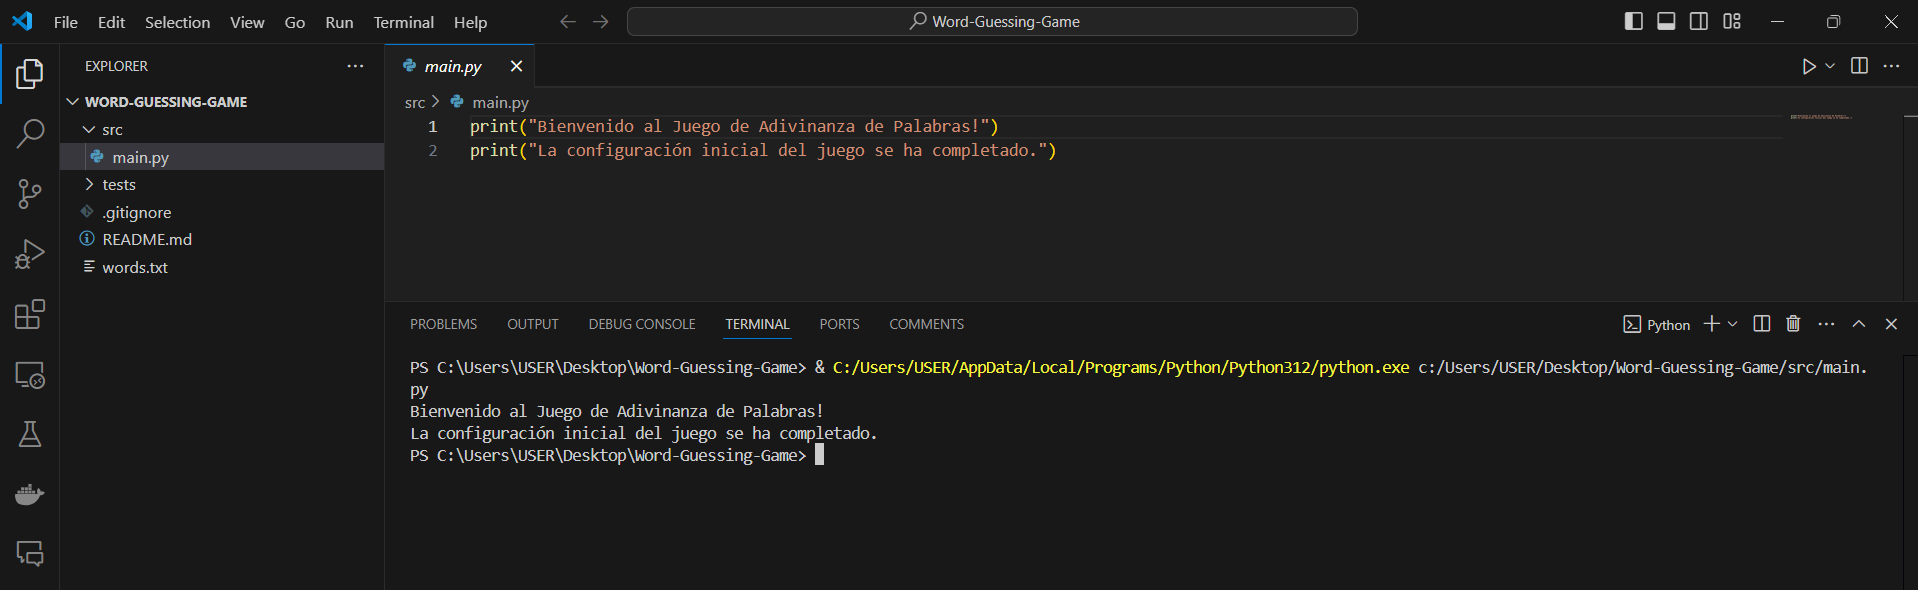 File Edit Selection View Go Run Terminal Help
Word-Guessing-Game
EXPLORER
WORD-GUESSING-GAME
src
main.py
tests
.gitignore
README.md
words.txt
main.py
src > main.py
1 print("Bienvenido al Juego de Adivinanza de Palabras!")
2 print("La configuración inicial del juego se ha completado.")
PROBLEMS OUTPUT DEBUG CONSOLE TERMINAL PORTS COMMENTS
Python
PS C:\Users\USER\Desktop\Word-Guessing-Game> & C:/Users/USER/AppData/Local/Programs/Python/Python312/python.exe c:/Users/USER/Desktop/Word-Guessing-Game/src/main.
py
Bienvenido al Juego de Adivinanza de Palabras!
La configuración inicial del juego se ha completado.
PS C:\Users\USER\Desktop\Word-Guessing-Game>